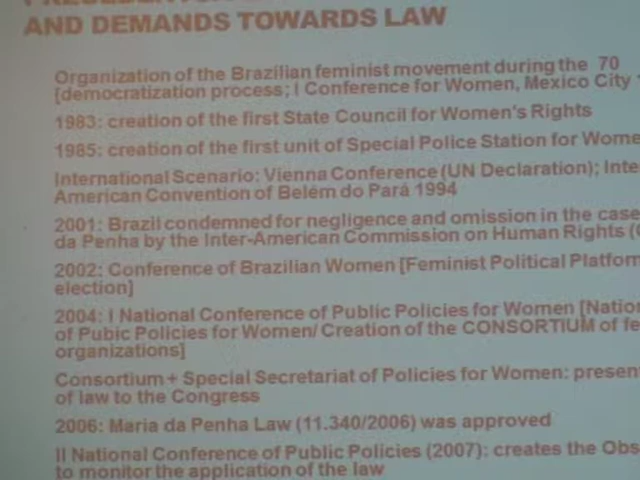 AND DEMANDS TOWARDS LAW
Organization of the Brazilian feminist movement during the 70
[democratization process; I Conference for Women, Mexico City
1983: creation of the first State Council for Women's Rights
1985: creation of the first unit of Special Police Station for Wome
International Scenario: Vienna Conference (UN Declaration); Inte
American Convention of Belém do Pará 1994
2001: Brazil condemned for negligence and omission in the case
da Penha by the Inter-American Commission on Human Rights (
2002: Conference of Brazilian Women [Feminist Political Platfor
election]
2004: I National Conference of Public Policies for Women [Natio
of Pubic Policies for Women/ Creation of the CONSORTIUM of fe
organizations]
Consortium + Special Secretariat of Policies for Women: presen
of law to the Congress
2006: Maria da Penha Law (11.340/2006) was approved
II National Conference of Public Policies (2007): creates the Obs
to monitor the application of the law